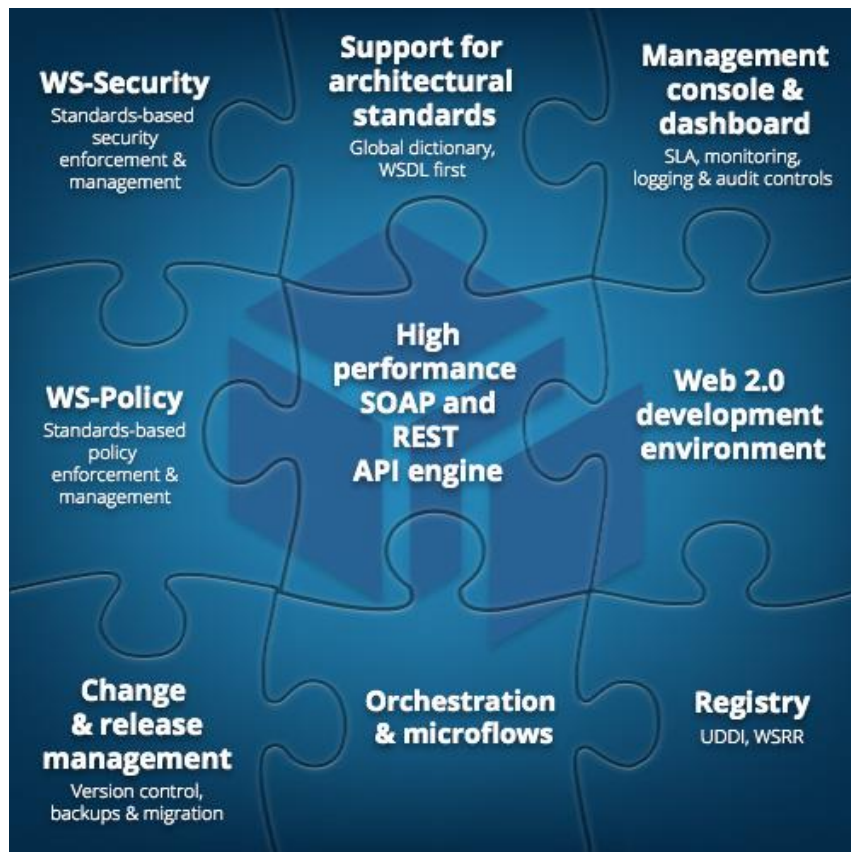 WS-Security
Standards-based
security
enforcement &
management
Support for
architectural
standards
Global dictionary,
WSDL first
Management
console &
dashboard
SLA, monitoring,
logging & audit controls
WS-Policy
Standards-based
policy
enforcement &
management
High
performance
SOAP and
REST
API engine
Web 2.0
development
environment
Change
& release
management
Version control,
backups & migration
Orchestration
& microflows
Registry
UDDI, WSRR